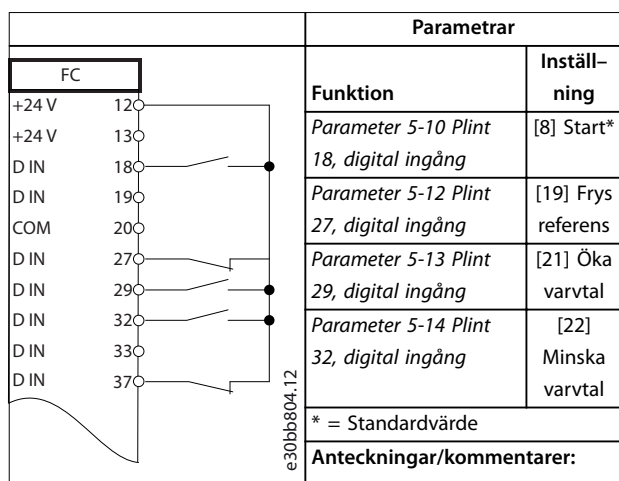 Parametrar
FC
+24 V 12
+24 V 13
D IN 18
D IN 19
COM 20
D IN 27
D IN 29
D IN 32
D IN 33
D IN 37
e30bb804.12
Funktion
Inställ–
ning
Parameter 5-10 Plint
18, digital ingång
[8] Start*
Parameter 5-12 Plint
27, digital ingång
[19] Frys
referens
Parameter 5-13 Plint
29, digital ingång
[21] Öka
varvtal
Parameter 5-14 Plint
32, digital ingång
[22]
Minska
varvtal
* = Standardvärde
Anteckningar/kommentarer: